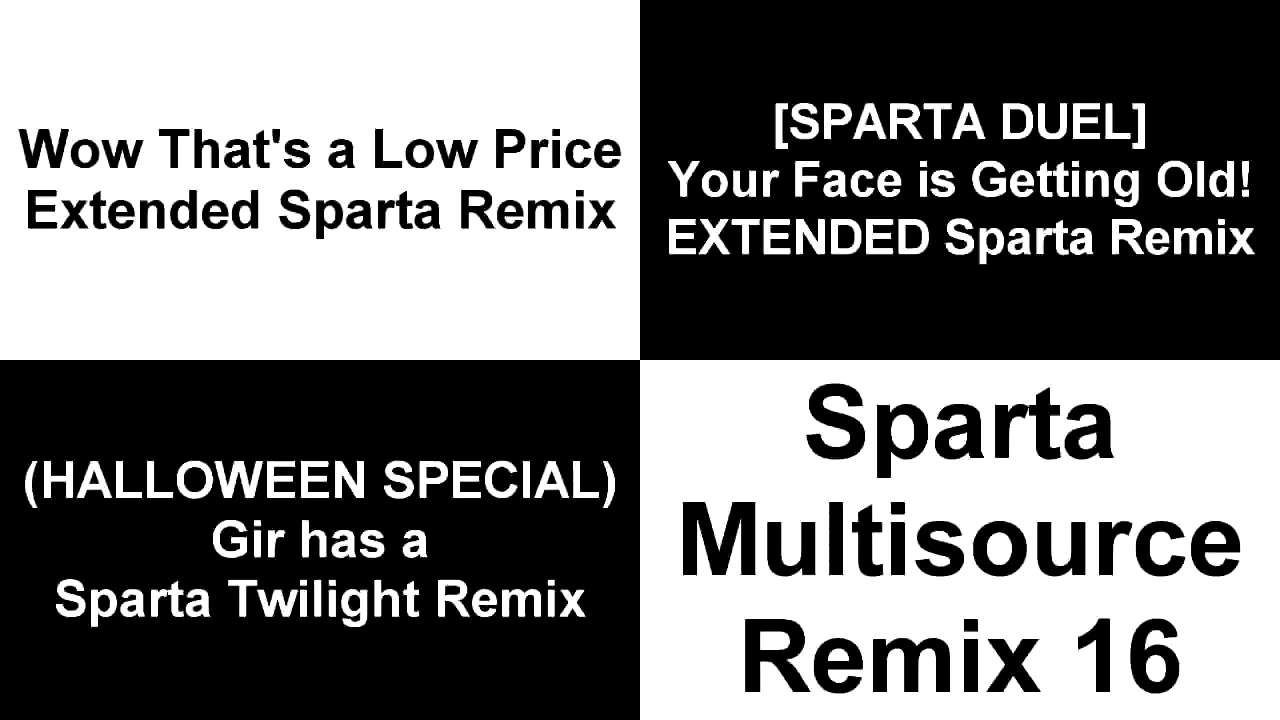 Wow That's a Low Price
Extended Sparta Remix
[SPARTA DUEL]
Your Face is Getting Old!
EXTENDED Sparta Remix
(HALLOWEEN SPECIAL)
Gir has a
Sparta Twilight Remix
Sparta
Multisource
Remix 16